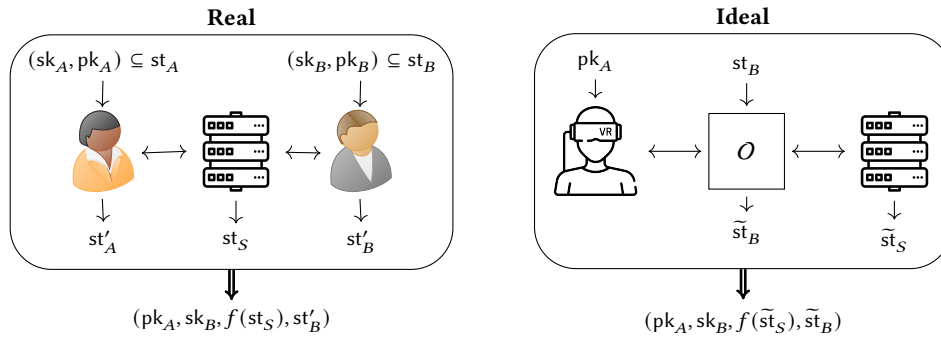 Real
(sk_A, pk_A) ⊆ st_A
(sk_B, pk_B) ⊆ st_B
st′_A
st_S
st′_B
(pk_A, sk_B, f(st_S), st′_B)
Ideal
pk_A
st_B
VR
O
s̃t_B
s̃t_S
(pk_A, sk_B, f(s̃t_S), s̃t_B)